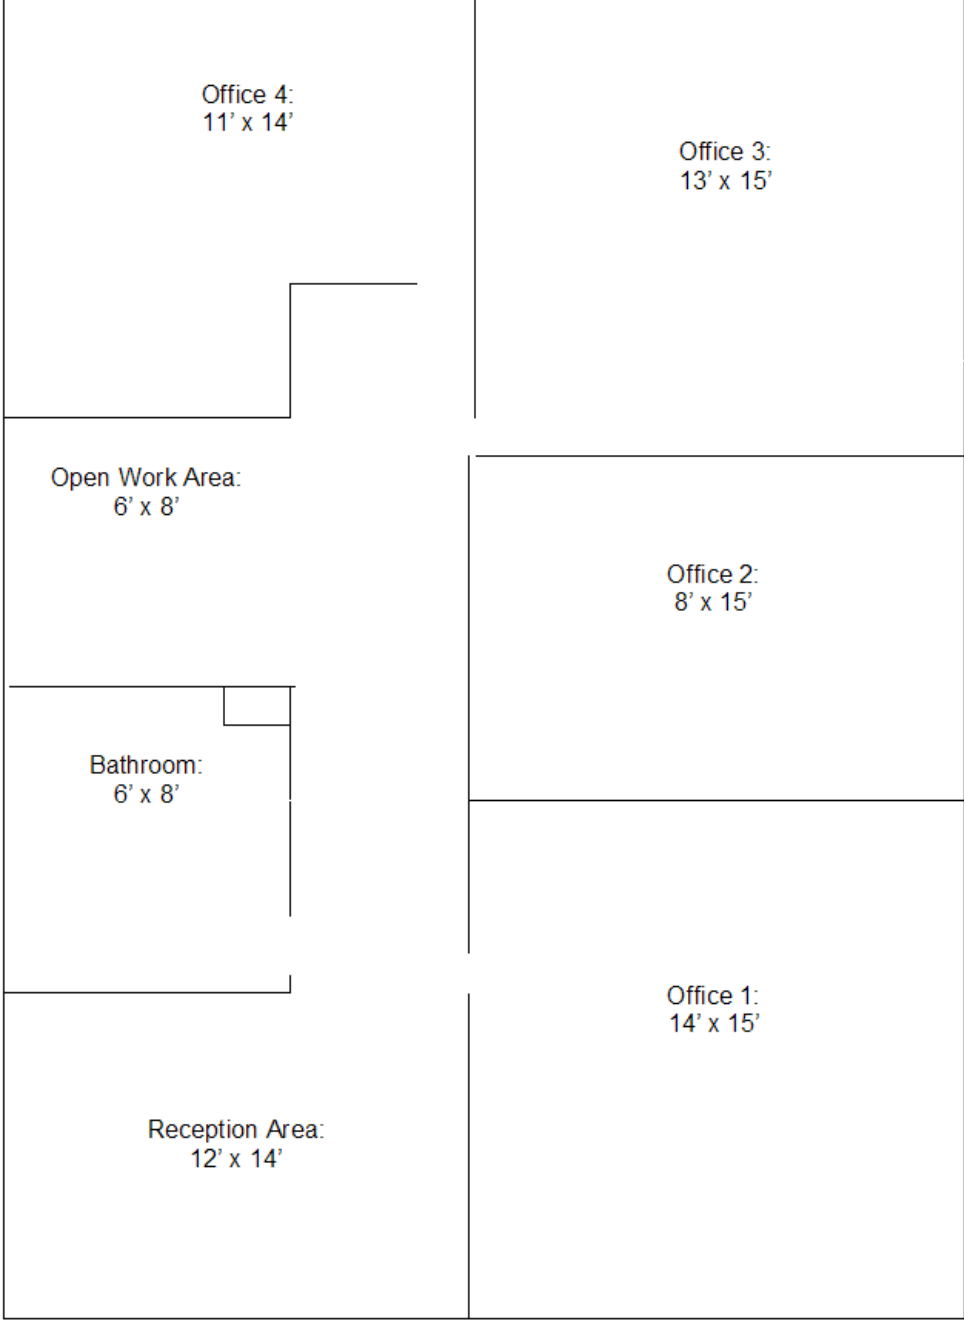 Office 4:
11’ x 14’
Office 3:
13’ x 15’
Open Work Area:
6’ x 8’
Office 2:
8’ x 15’
Bathroom:
6’ x 8’
Office 1:
14’ x 15’
Reception Area:
12’ x 14’